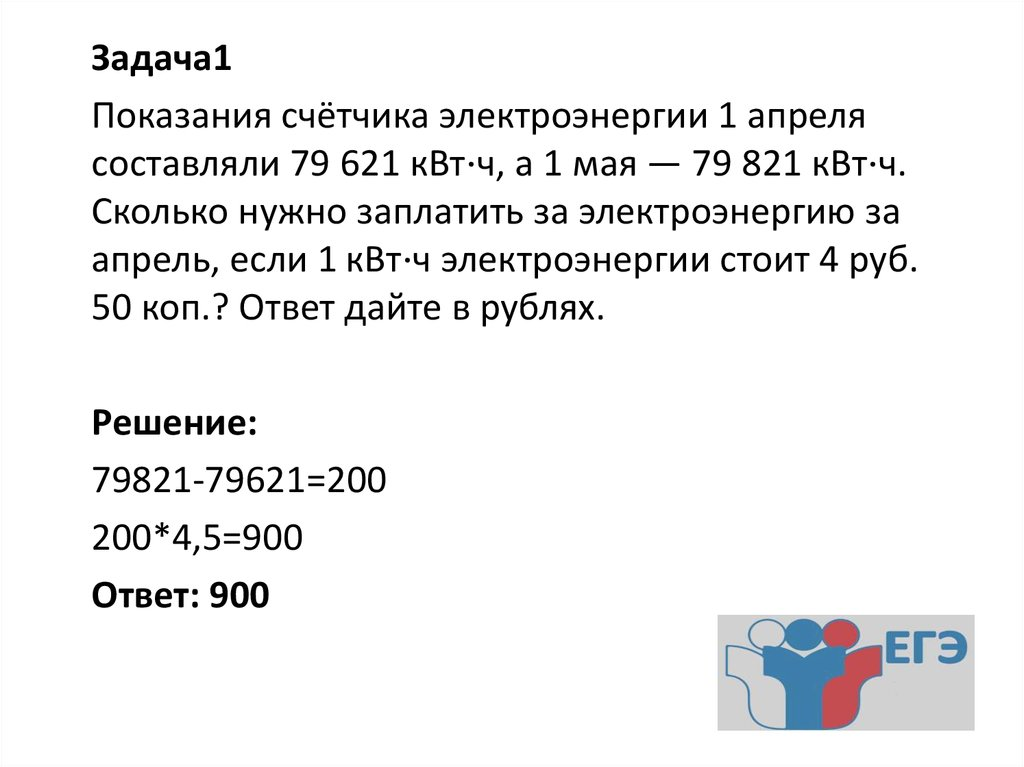 Задача1
Показания счётчика электроэнергии 1 апреля
составляли 79 621 кВт·ч, а 1 мая — 79 821 кВт·ч.
Сколько нужно заплатить за электроэнергию за
апрель, если 1 кВт·ч электроэнергии стоит 4 руб.
50 коп.? Ответ дайте в рублях.
Решение:
79821-79621=200
200*4,5=900
Ответ: 900
ЕГЭ